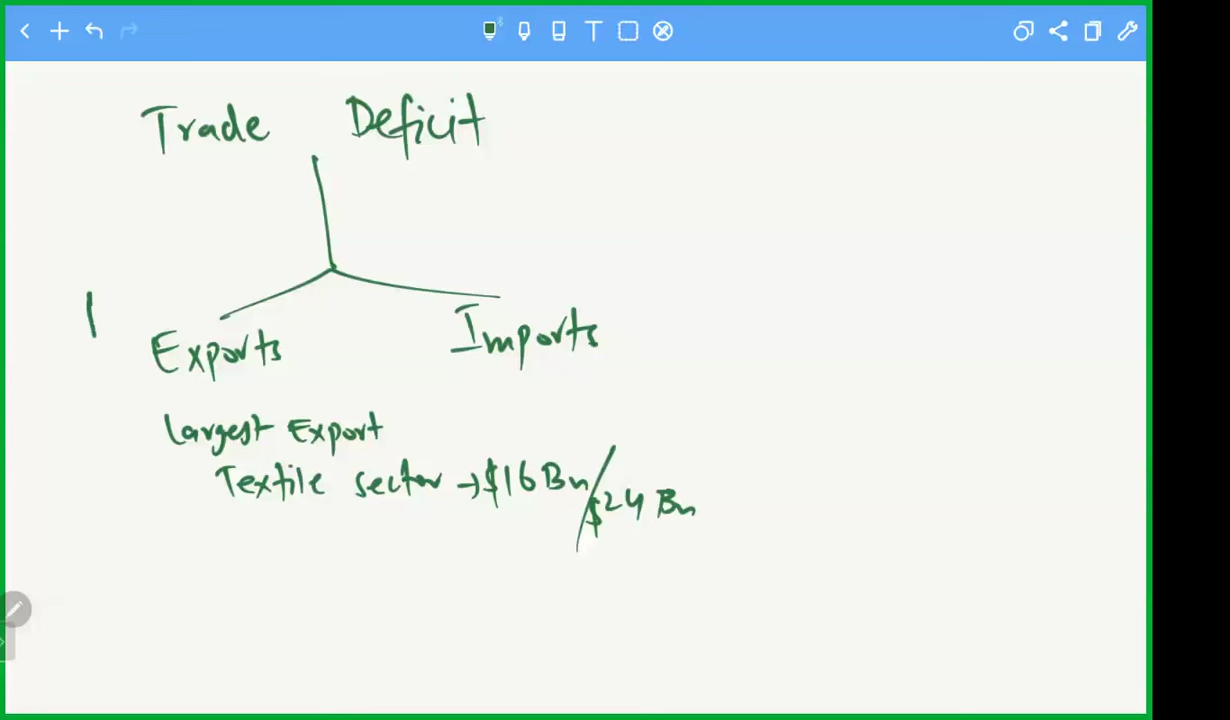 Trade Deficit
Exports Imports
Largest Export
Textile sector → $16 Bn / $24 Bn